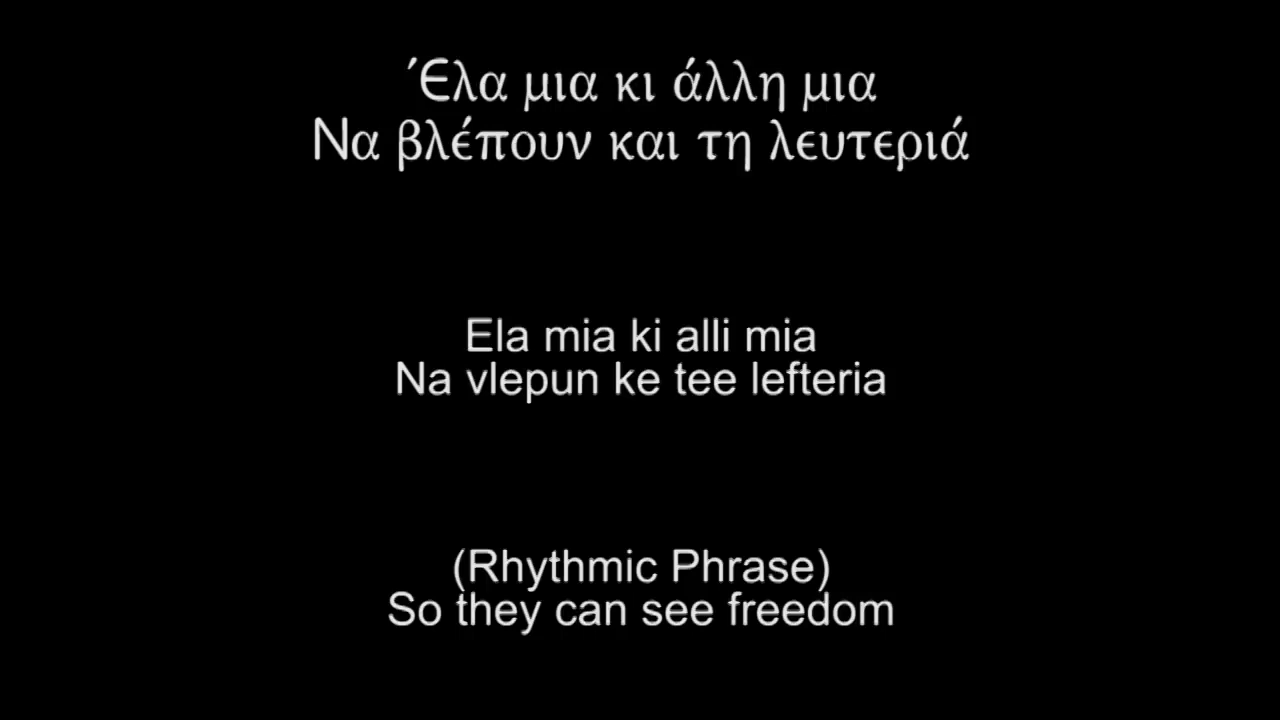 Έλα μια κι άλλη μια
Να βλέπουν και τη λευτεριά
Ela mia ki alli mia
Na vlepun ke tee lefteria
(Rhythmic Phrase)
So they can see freedom